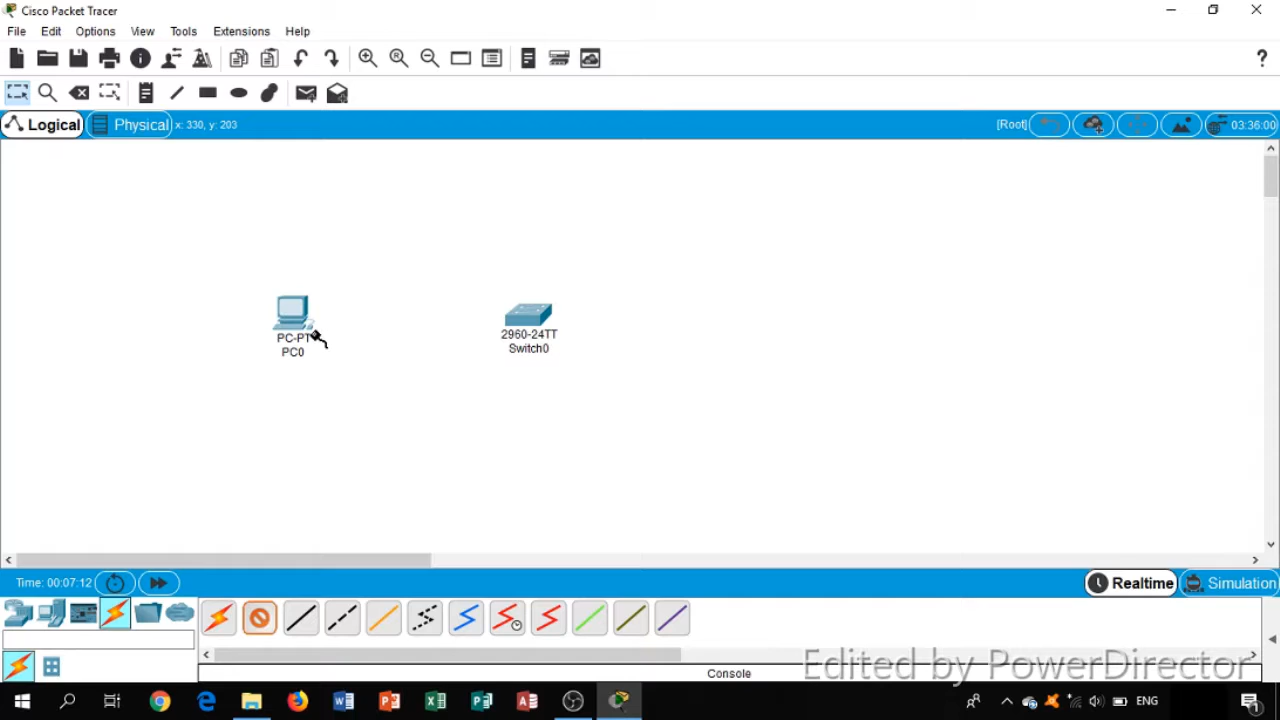 Cisco Packet Tracer
File Edit Options View Tools Extensions Help
Logical Physical x: 330, y: 203 [Root] 03:36:00
PC-PT
PC0
2960-24TT
Switch0
Time: 00:07:12 Realtime Simulation
Console
Edited by PowerDirector
ENG